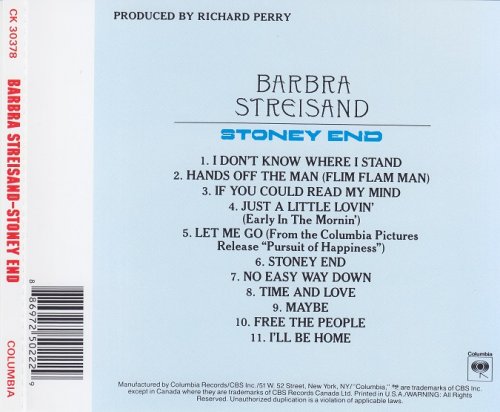 CK 30378
BARBRA STREISAND–STONEY END
COLUMBIA
PRODUCED BY RICHARD PERRY
BARBRA
STREISAND
STONEY END
1. I DON'T KNOW WHERE I STAND
2. HANDS OFF THE MAN (FLIM FLAM MAN)
3. IF YOU COULD READ MY MIND
4. JUST A LITTLE LOVIN'
(Early In The Mornin')
5. LET ME GO (From the Columbia Pictures
Release "Pursuit of Happiness")
6. STONEY END
7. NO EASY WAY DOWN
8. TIME AND LOVE
9. MAYBE
10. FREE THE PEOPLE
11. I'LL BE HOME
8 86972 15022 9
Columbia
Manufactured by Columbia Records/CBS Inc./51 W. 52 Street, New York, NY/"Columbia,"
except in Canada where they are trademarks of CBS Records Canada Ltd. Printed in U.S.A./WARNING: All Rights
Reserved. Unauthorized duplication is a violation of applicable laws.